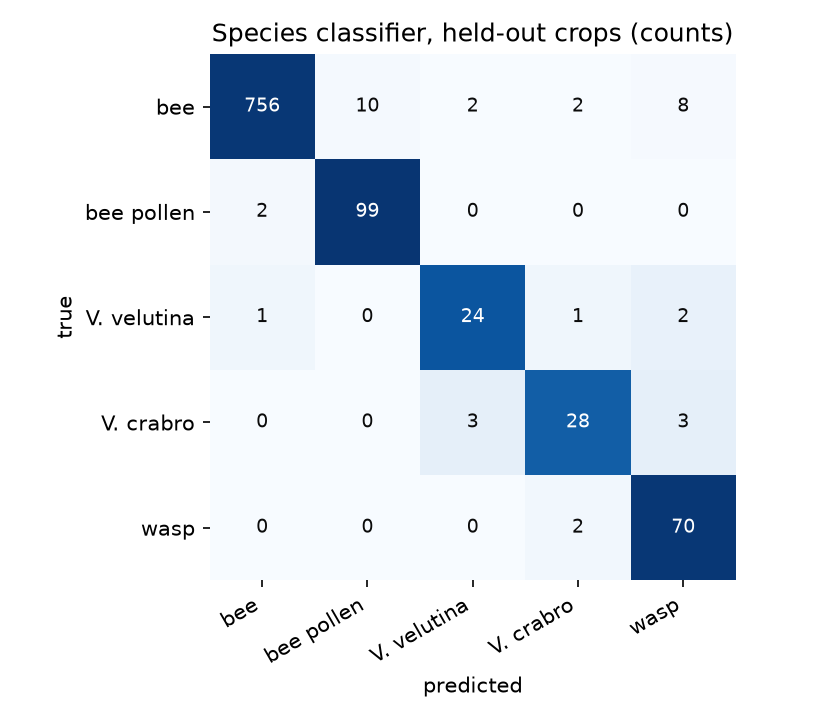 Species classifier, held-out crops (counts)
bee 756 10 2 2 8
bee pollen 2 99 0 0 0
V. velutina 1 0 24 1 2
V. crabro 0 0 3 28 3
wasp 0 0 0 2 70
true
bee bee pollen V. velutina V. crabro wasp
predicted